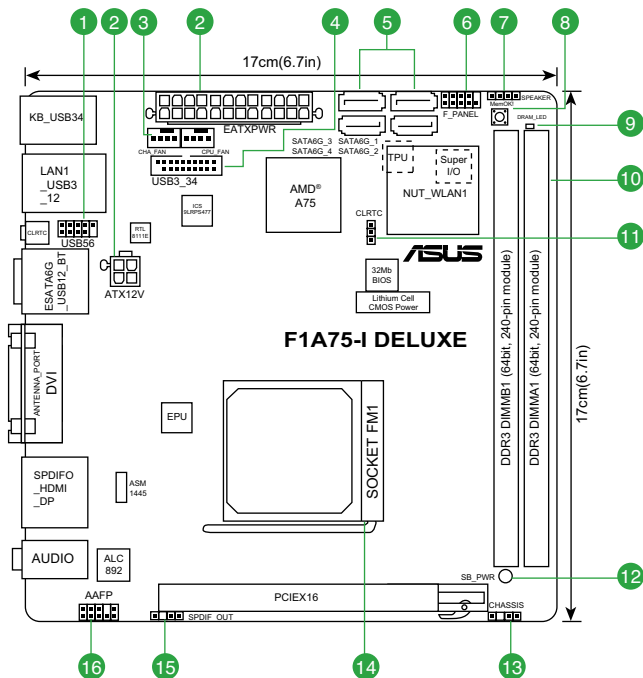 1
2
3
2
4
5
6
7
8
17cm(6.7in)
KB_USB34
EATXPWR
CHA_FAN
CPU_FAN
USB3_34
SATA6G_3 SATA6G_1
SATA6G_4 SATA6G_2
F_PANEL
SPEAKER
MemOK!
DRAM_LED
9
10
LAN1
_USB3
_12
TPU
Super
I/O
NUT_WLAN1
AMD®
A75
ICS
9LRPS477
CLRTC
USB56
RTL
8111E
CLRTC
11
ASUS
ESATA6G
_USB12_BT
ATX12V
32Mb
BIOS
Lithium Cell
CMOS Power
F1A75-I DELUXE
DDR3 DIMMB1 (64bit, 240-pin module)
DDR3 DIMMA1 (64bit, 240-pin module)
17cm(6.7in)
ANTENNA_PORT
DVI
EPU
SOCKET FM1
SPDIFO
_HDMI
_DP
ASM
1445
AUDIO
ALC
892
SB_PWR
12
AAFP
PCIEX16
SPDIF_OUT
CHASSIS
16
15
14
13